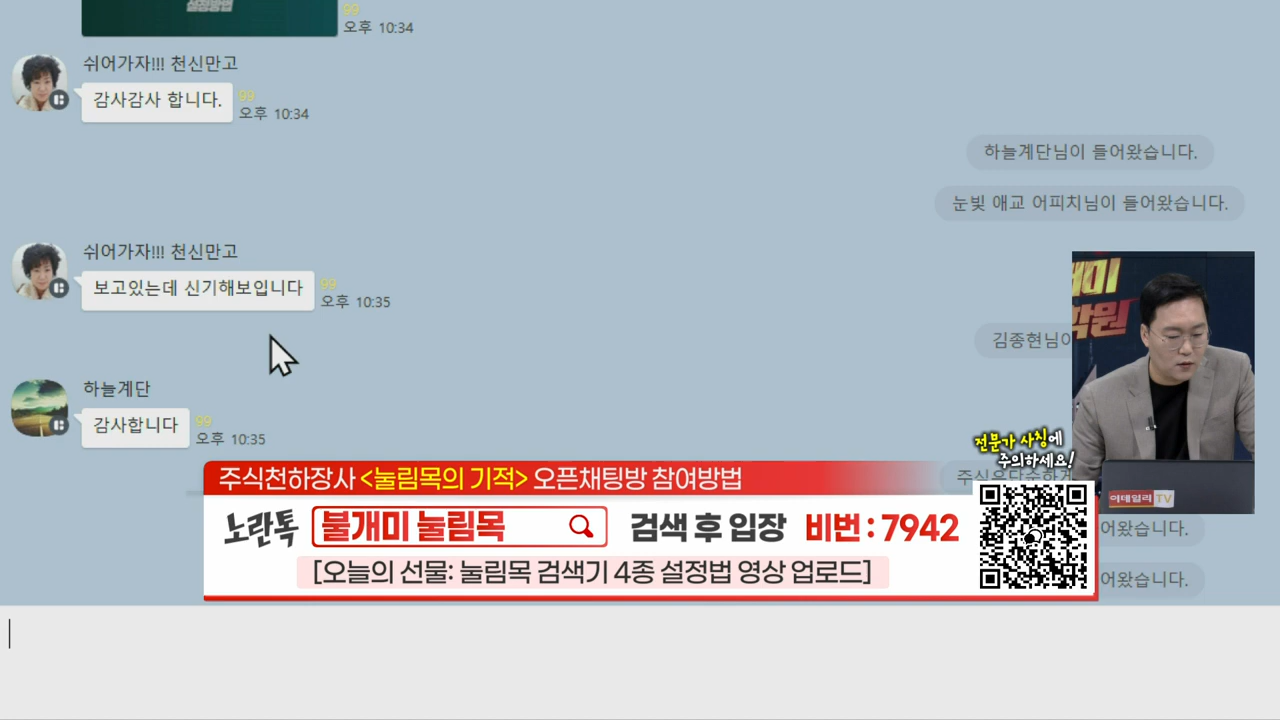 설정방법
99
오후 10:34
쉬어가자!!! 천신만고
감사감사 합니다.
99
오후 10:34
하늘계단님이 들어왔습니다.
눈빛 애교 어피치님이 들어왔습니다.
쉬어가자!!! 천신만고
보고있는데 신기해보입니다
99
오후 10:35
김종현님이
하늘계단
감사합니다
99
오후 10:35
전문가 사칭에
주의하세요!
이데일리 TV
주식천하장사 <눌림목의 기적> 오픈채팅방 참여방법
노란톡 불개미 눌림목 검색 후 입장 비번 : 7942
[오늘의 선물: 눌림목 검색기 4종 설정법 영상 업로드]
어왔습니다.
어왔습니다.